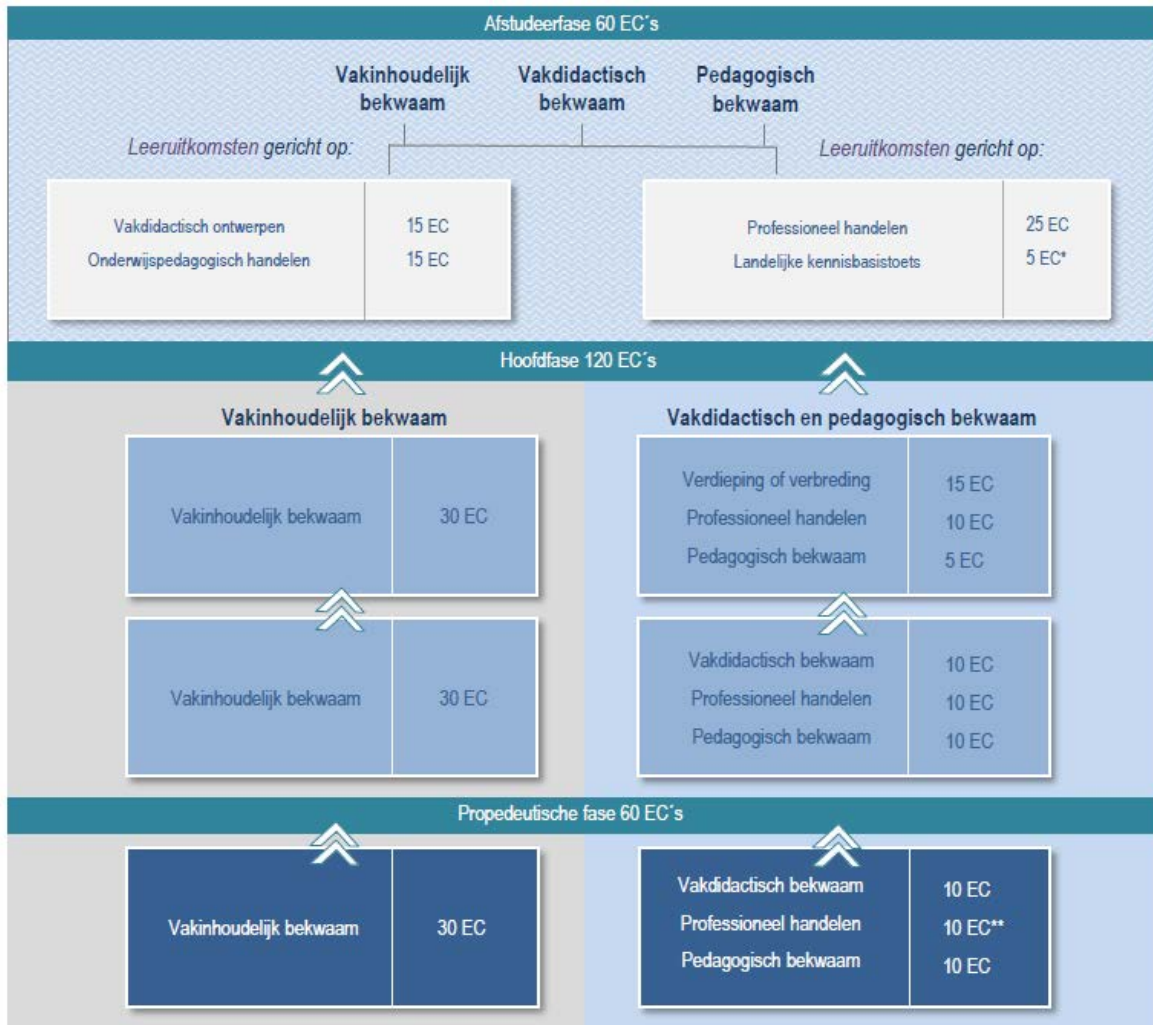 Afstudeerfase 60 EC´s
Vakinhoudelijk bekwaam
Vakdidactisch bekwaam
Pedagogisch bekwaam
Leeruitkomsten gericht op:
Vakdidactisch ontwerpen 15 EC
Onderwijspedagogisch handelen 15 EC
Leeruitkomsten gericht op:
Professioneel handelen 25 EC
Landelijke kennisbasistoets 5 EC*
Hoofdfase 120 EC´s
Vakinhoudelijk bekwaam
Vakinhoudelijk bekwaam 30 EC
Vakinhoudelijk bekwaam 30 EC
Vakdidactisch en pedagogisch bekwaam
Verdieping of verbreding 15 EC
Professioneel handelen 10 EC
Pedagogisch bekwaam 5 EC
Vakdidactisch bekwaam 10 EC
Professioneel handelen 10 EC
Pedagogisch bekwaam 10 EC
Propedeutische fase 60 EC´s
Vakinhoudelijk bekwaam 30 EC
Vakdidactisch bekwaam 10 EC
Professioneel handelen 10 EC**
Pedagogisch bekwaam 10 EC